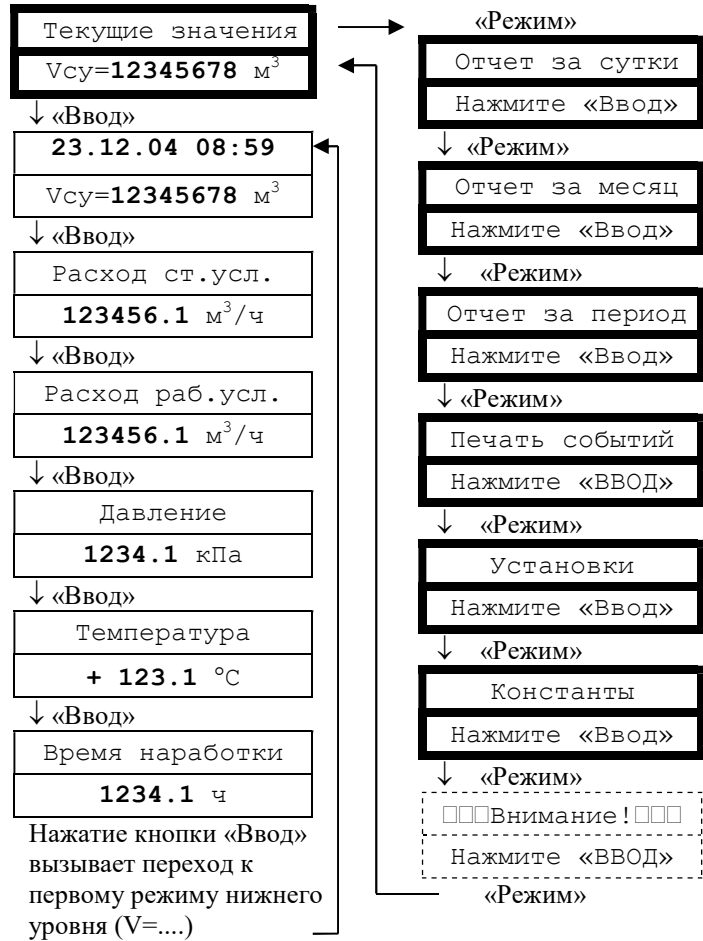 Текущие значения
Vсу=12345678 м³
↓ «Ввод»
23.12.04 08:59
Vсу=12345678 м³
↓ «Ввод»
Расход ст.усл.
123456.1 м³/ч
↓ «Ввод»
Расход раб.усл.
123456.1 м³/ч
↓ «Ввод»
Давление
1234.1 кПа
↓ «Ввод»
Температура
+ 123.1 °С
↓ «Ввод»
Время наработки
1234.1 ч
Нажатие кнопки «Ввод»
вызывает переход к
первому режиму нижнего
уровня (V=....)
«Режим»
Отчет за сутки
Нажмите «Ввод»
↓ «Режим»
Отчет за месяц
Нажмите «Ввод»
↓ «Режим»
Отчет за период
Нажмите «Ввод»
↓ «Режим»
Печать событий
Нажмите «ВВОД»
↓ «Режим»
Установки
Нажмите «Ввод»
↓ «Режим»
Константы
Нажмите «Ввод»
↓ «Режим»
□□□Внимание!□□□
Нажмите «ВВОД»
«Режим»